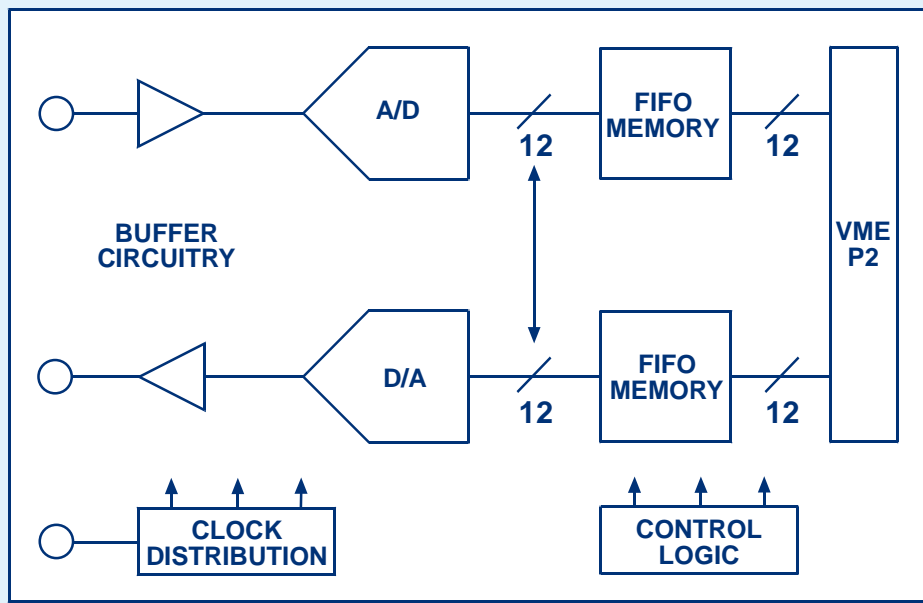 A/D
12
FIFO
MEMORY
12
BUFFER
CIRCUITRY
VME
P2
D/A
12
FIFO
MEMORY
12
CLOCK
DISTRIBUTION
CONTROL
LOGIC